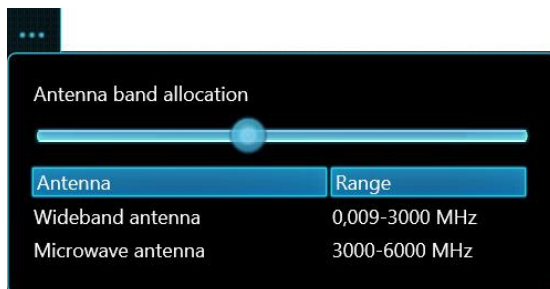 ...
Antenna band allocation
Antenna Range
Wideband antenna 0,009-3000 MHz
Microwave antenna 3000-6000 MHz